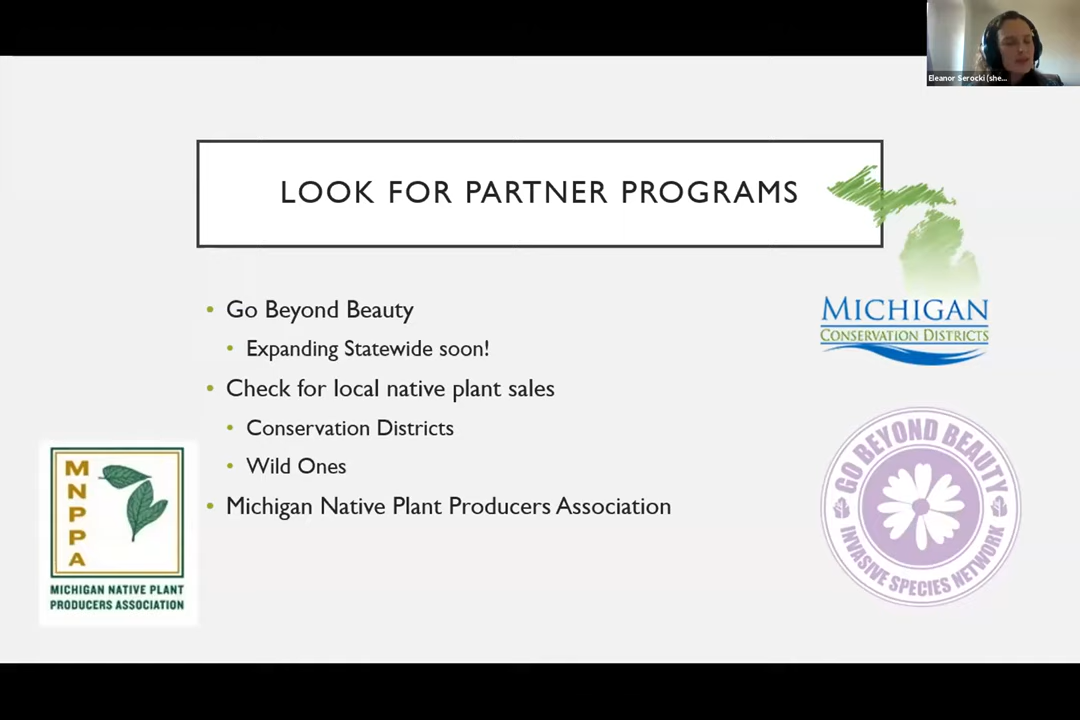 Eleanor Serocki (she...
LOOK FOR PARTNER PROGRAMS
• Go Beyond Beauty
• Expanding Statewide soon!
• Check for local native plant sales
• Conservation Districts
• Wild Ones
• Michigan Native Plant Producers Association
MICHIGAN
CONSERVATION DISTRICTS
GO BEYOND BEAUTY
INVASIVE SPECIES NETWORK
M
N
P
P
A
MICHIGAN NATIVE PLANT
PRODUCERS ASSOCIATION